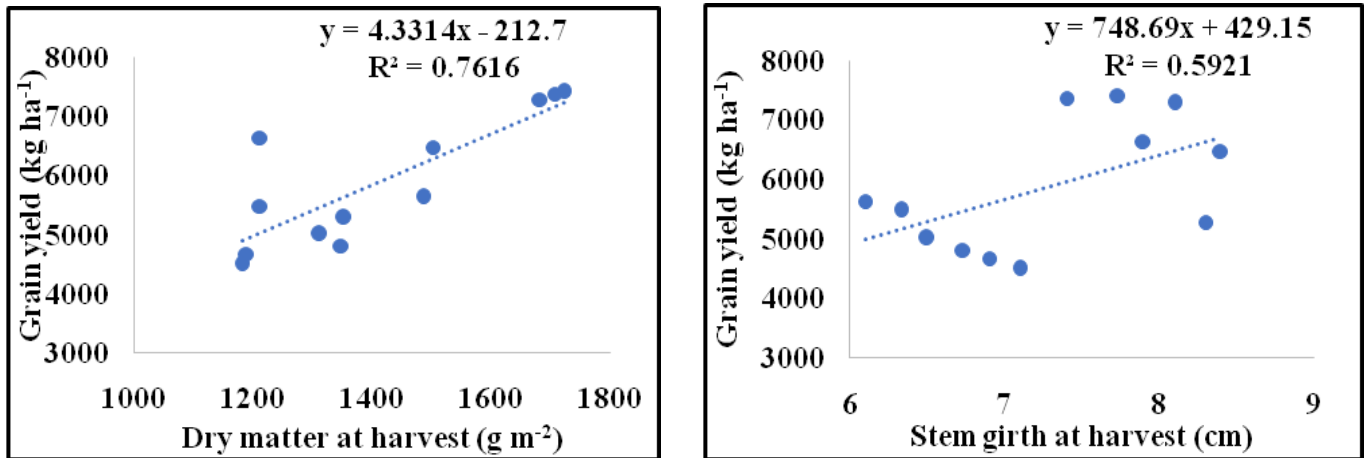 y = 4.3314x - 212.7
R² = 0.7616
Grain yield (kg ha⁻¹)
8000
7000
6000
5000
4000
3000
1000 1200 1400 1600 1800
Dry matter at harvest (g m⁻²)
y = 748.69x + 429.15
R² = 0.5921
Grain yield (kg ha⁻¹)
8000
7000
6000
5000
4000
3000
6 7 8 9
Stem girth at harvest (cm)